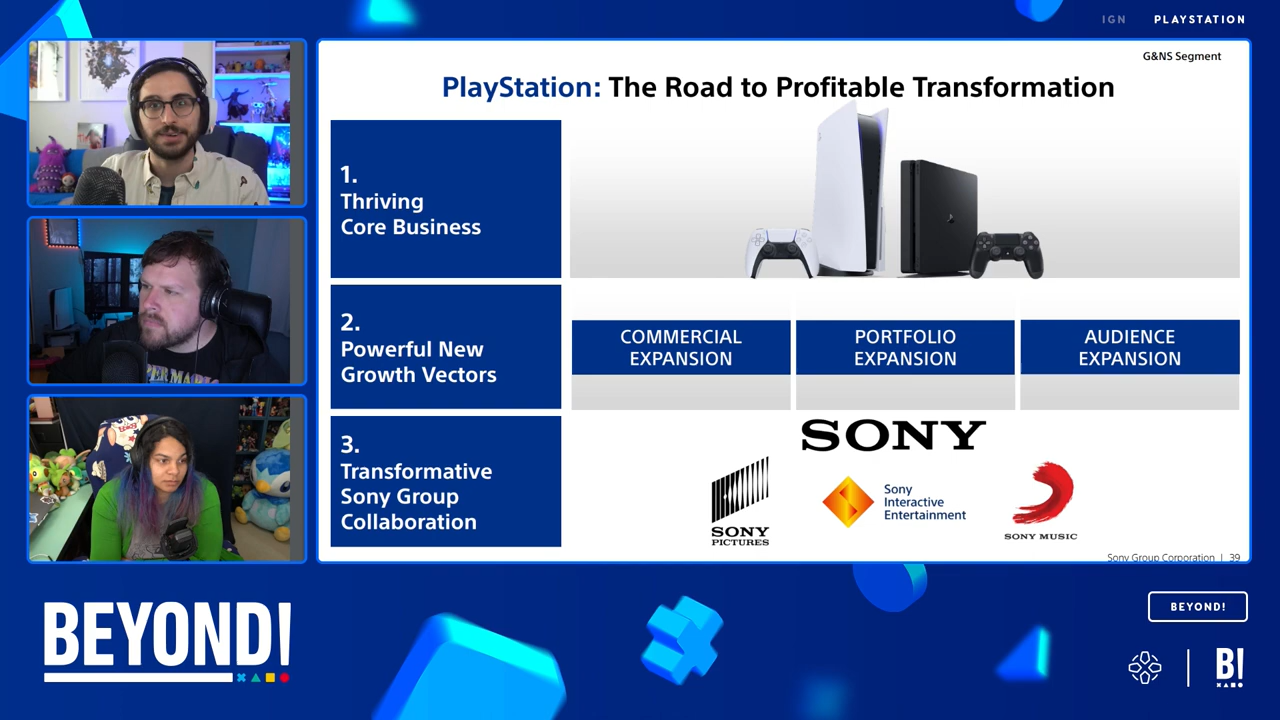 IGN PLAYSTATION
G&NS Segment
PlayStation: The Road to Profitable Transformation
1.
Thriving
Core Business
2.
Powerful New
Growth Vectors
COMMERCIAL
EXPANSION
PORTFOLIO
EXPANSION
AUDIENCE
EXPANSION
3.
Transformative
Sony Group
Collaboration
SONY
SONY
PICTURES
Sony
Interactive
Entertainment
SONY MUSIC
Sony Group Corporation | 39
BEYOND!
BEYOND!
B!